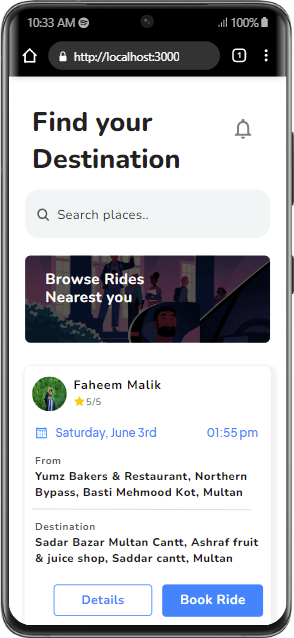 10:33 AM
100%
http://localhost:3000
1
Find your
Destination
Search places..
Browse Rides
Nearest you
Faheem Malik
5/5
Saturday, June 3rd 01:55 pm
From
Yumz Bakers & Restaurant, Northern
Bypass, Basti Mehmood Kot, Multan
Destination
Sadar Bazar Multan Cantt, Ashraf fruit
& juice shop, Saddar cantt, Multan
Details
Book Ride